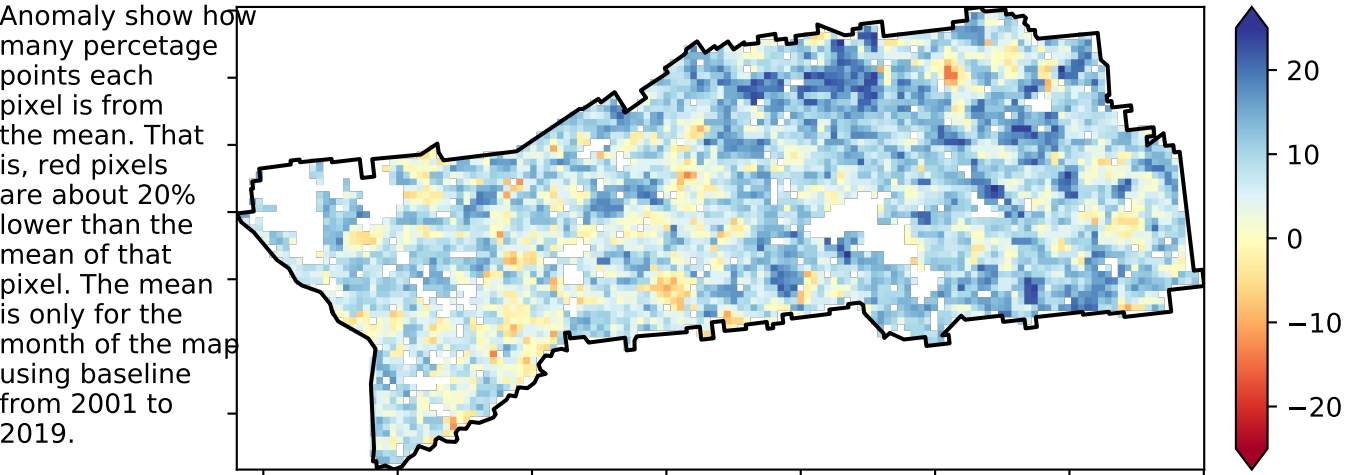 Anomaly show how
many percetage
points each
pixel is from
the mean. That
is, red pixels
are about 20%
lower than the
mean of that
pixel. The mean
is only for the
month of the map
using baseline
from 2001 to
2019.
20
10
0
−10
−20